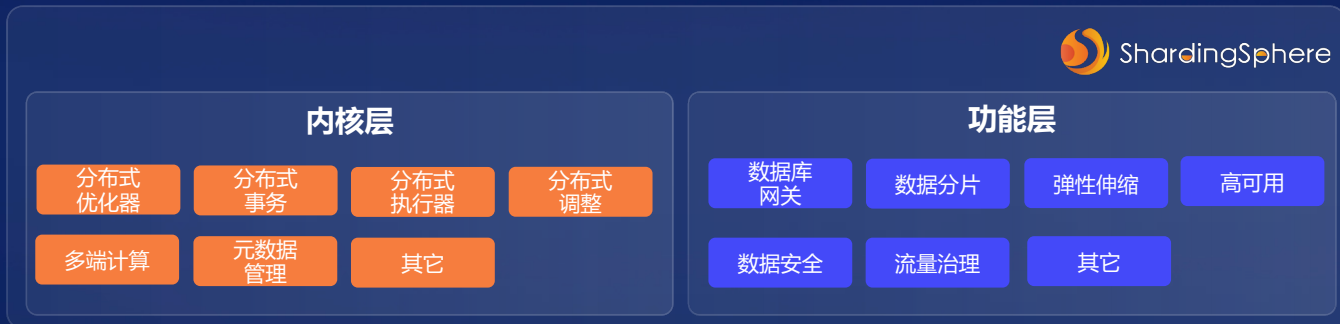 ShardingSphere
内核层
分布式
优化器
分布式
事务
分布式
执行器
分布式
调整
多端计算
元数据
管理
其它
功能层
数据库
网关
数据分片
弹性伸缩
高可用
数据安全
流量治理
其它